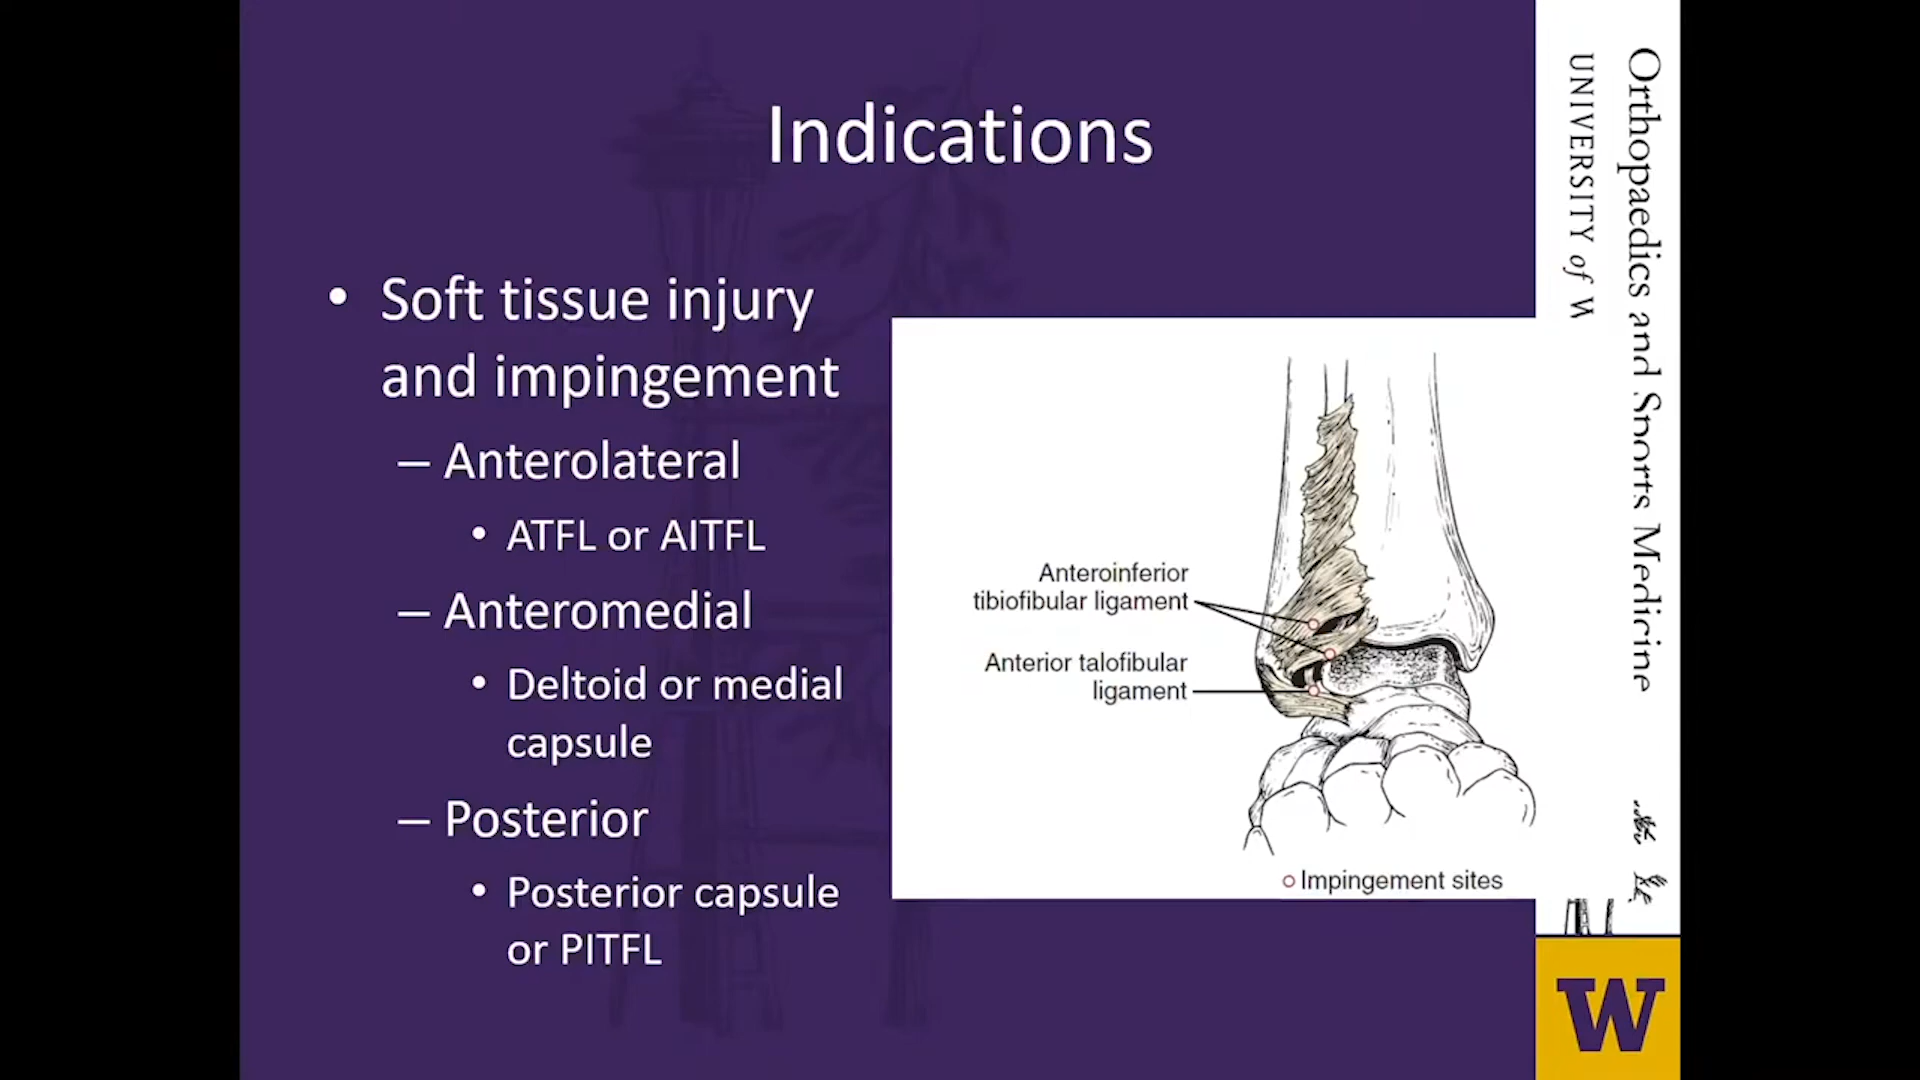 Indications
• Soft tissue injury
and impingement
– Anterolateral
• ATFL or AITFL
– Anteromedial
• Deltoid or medial
capsule
– Posterior
• Posterior capsule
or PITFL
Anteroinferior
tibiofibular ligament
Anterior talofibular
ligament
Impingement sites
Orthopaedics and Sports Medicine
UNIVERSITY of W
W